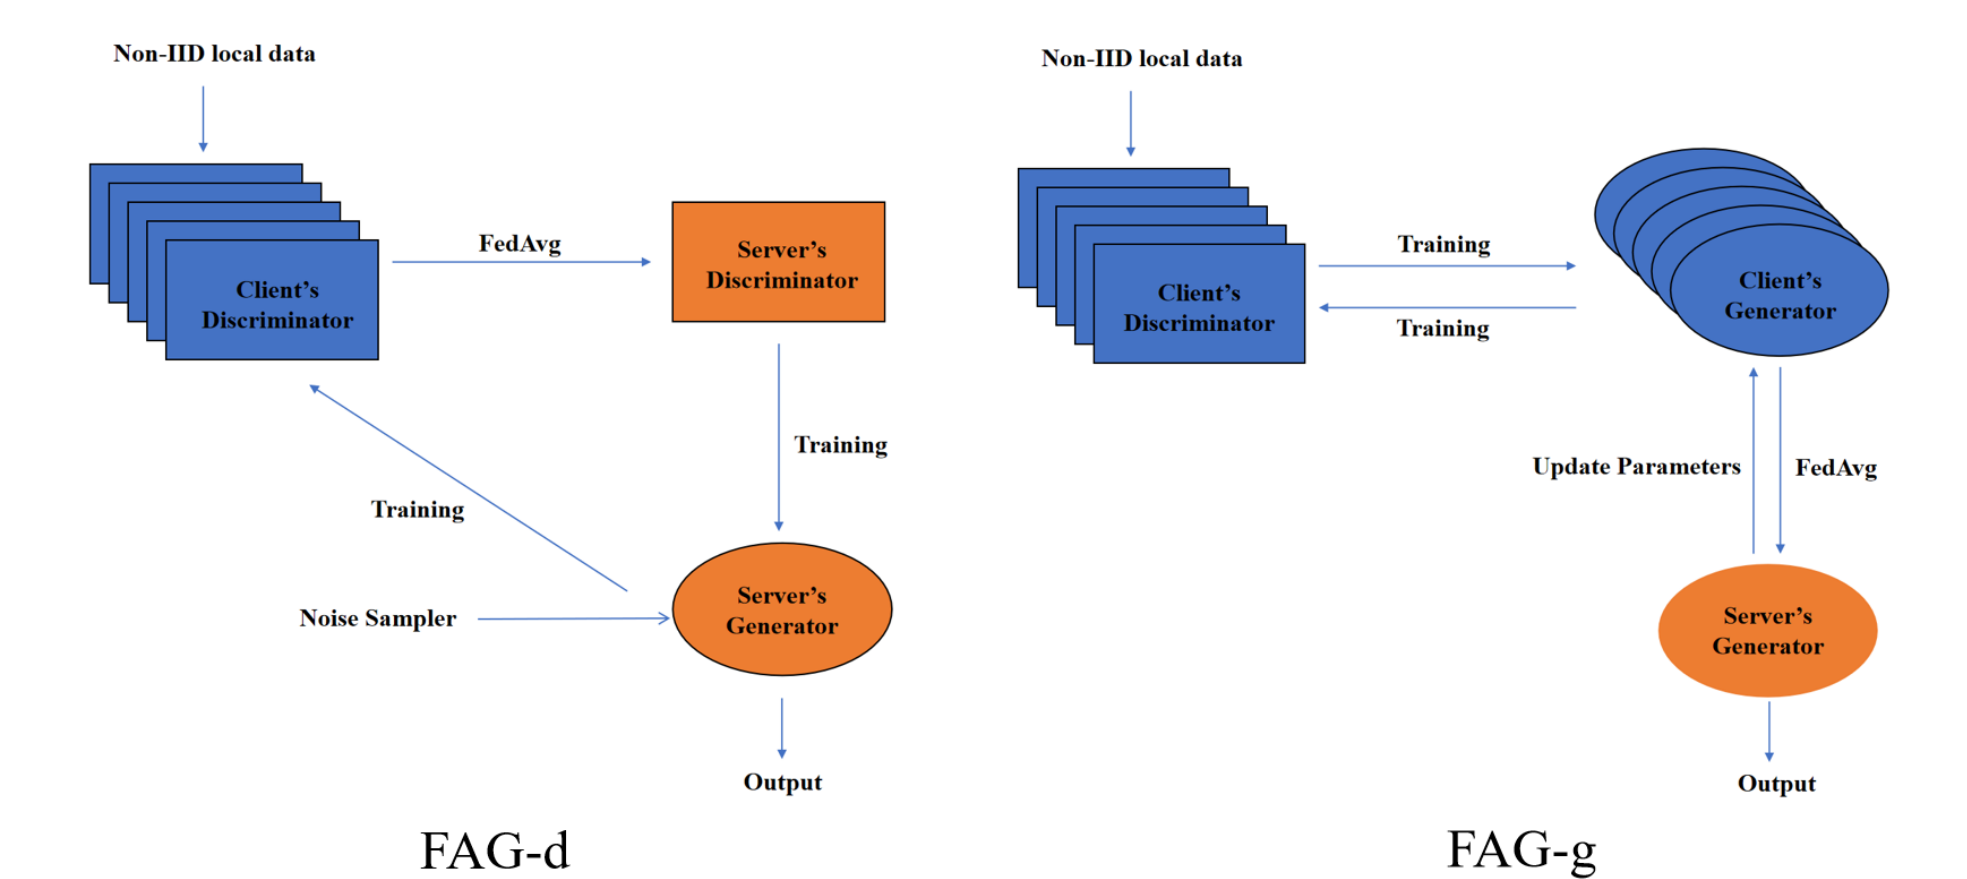 Non-IID local data
Client's
Discriminator
FedAvg
Server's
Discriminator
Training
Training
Noise Sampler
Server's
Generator
Output
FAG-d
Non-IID local data
Client's
Discriminator
Training
Training
Client's
Generator
Update Parameters
FedAvg
Server's
Generator
Output
FAG-g